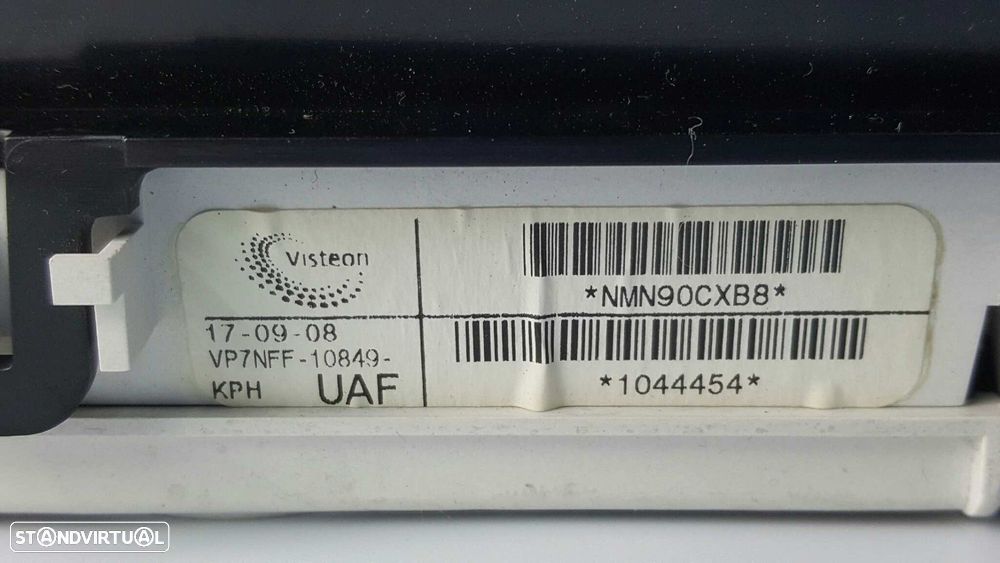 Visteon
17-09-08
VP7NFF-10849-
KPH UAF
*NMN90CXB8*
*1044454*
STANDVIRTUAL